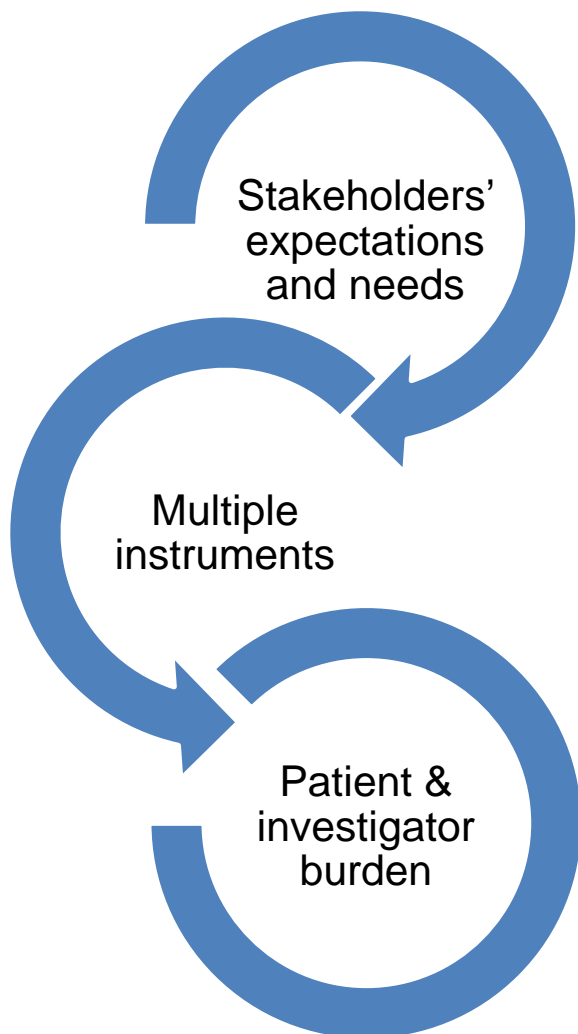 Stakeholders’
expectations
and needs
Multiple
instruments
Patient &
investigator
burden